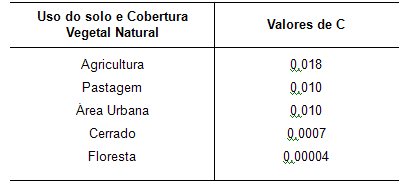 Uso do solo e Cobertura
Vegetal Natural
Valores de C
Agricultura
0,018
Pastagem
0,010
Área Urbana
0,010
Cerrado
0,0007
Floresta
0,00004